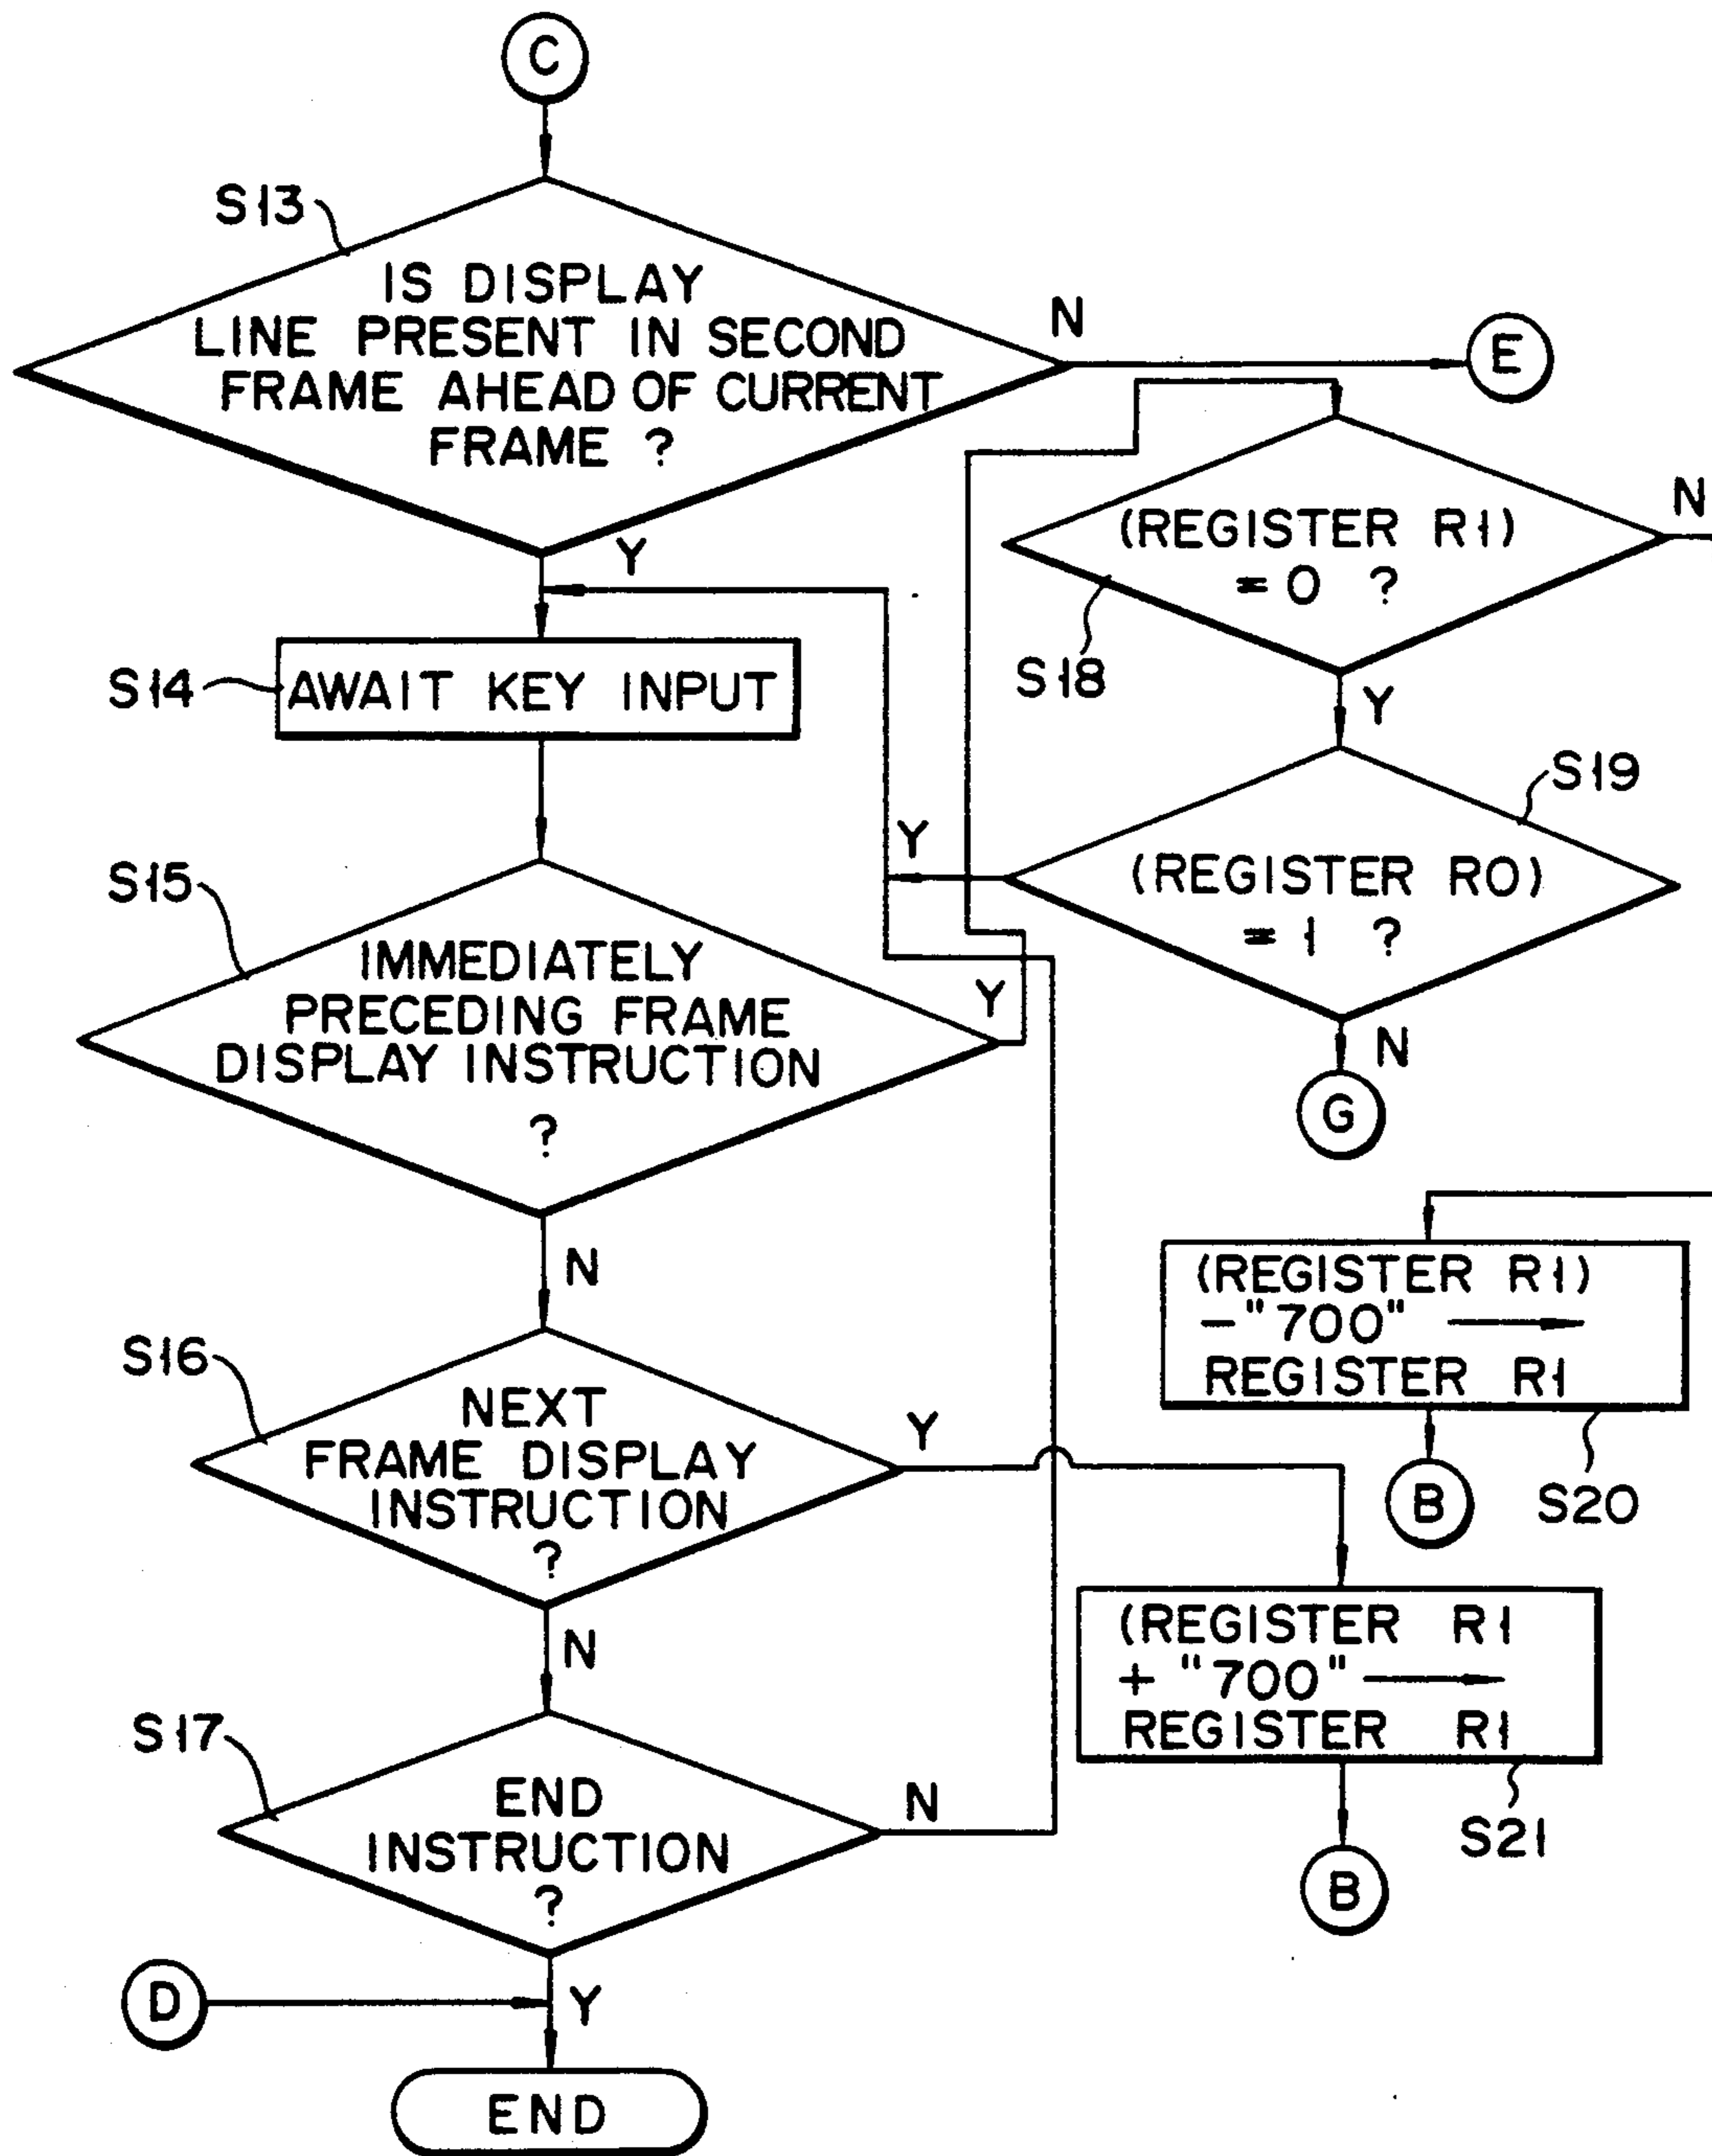 C
S13
IS DISPLAY
LINE PRESENT IN SECOND
FRAME AHEAD OF CURRENT
FRAME ?
N
E
Y
S14
AWAIT KEY INPUT
S15
IMMEDIATELY
PRECEDING FRAME
DISPLAY INSTRUCTION
?
Y
N
S16
NEXT
FRAME DISPLAY
INSTRUCTION
?
Y
N
S17
END
INSTRUCTION
?
N
D
Y
END
(REGISTER R1)
= 0 ?
N
S18
Y
S19
(REGISTER R0)
= 1 ?
Y
N
G
(REGISTER R1)
-"700" →
REGISTER R1
B
S20
(REGISTER R1
+ "700" →
REGISTER R1
S21
B